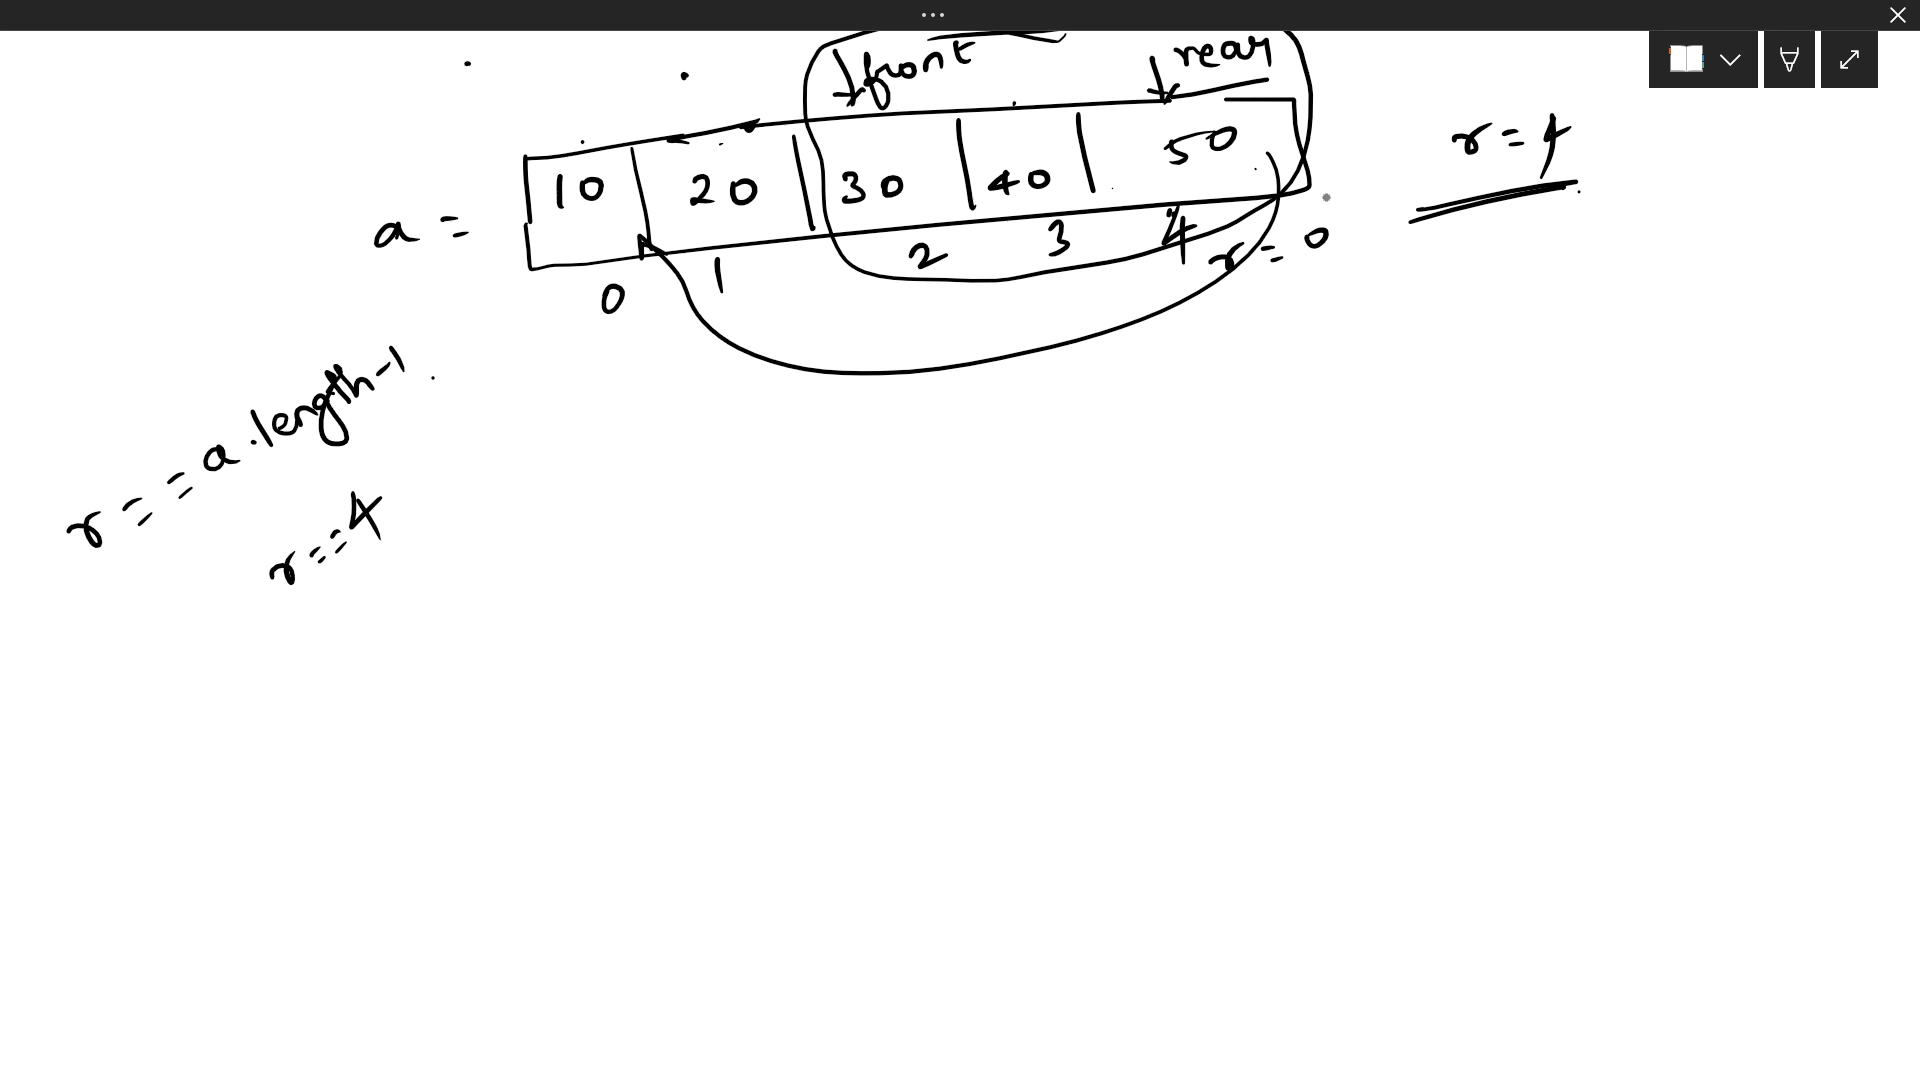 front rear
a = 10 20 30 40 50
r = 4
0 1 2 3 4
r = 0
r == a.length-1
r == 4